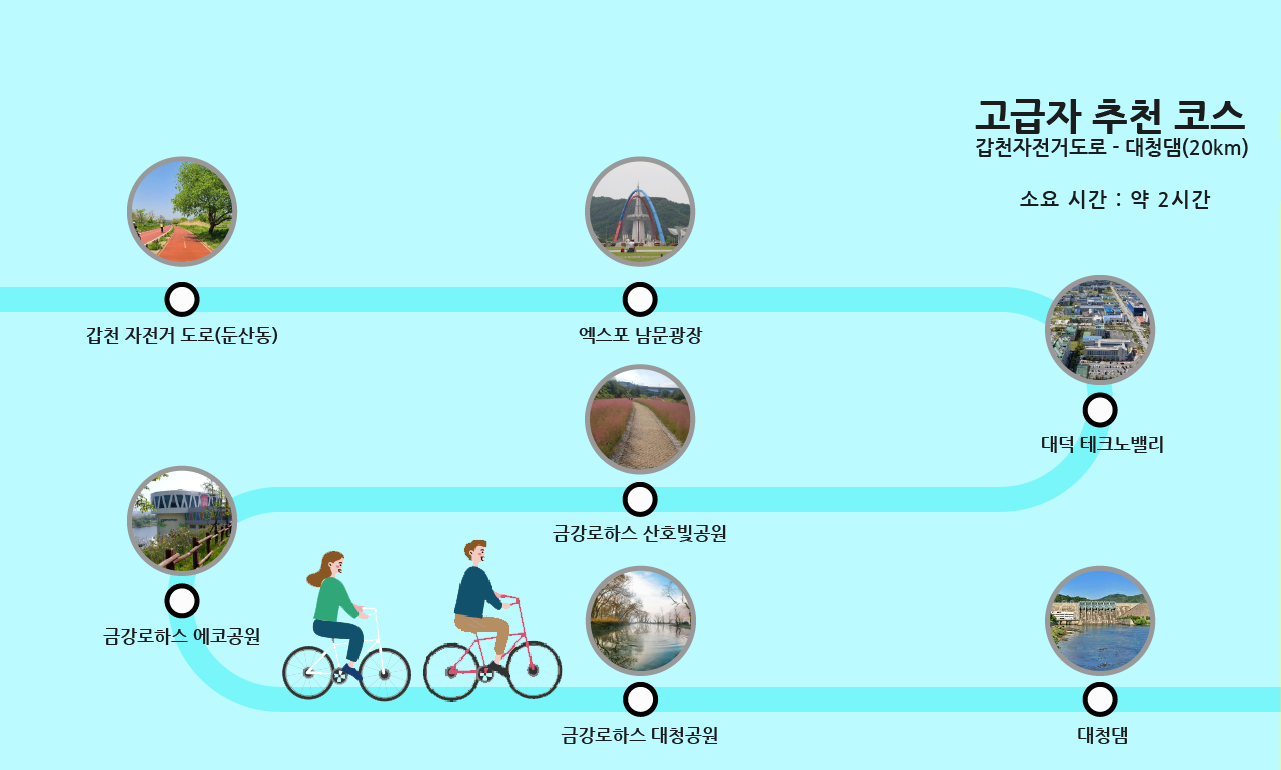 고급자 추천 코스
갑천자전거도로 - 대청댐(20km)
소요 시간 : 약 2시간
갑천 자전거 도로(둔산동)
엑스포 남문광장
대덕 테크노밸리
금강로하스 산호빛공원
금강로하스 에코공원
금강로하스 대청공원
대청댐